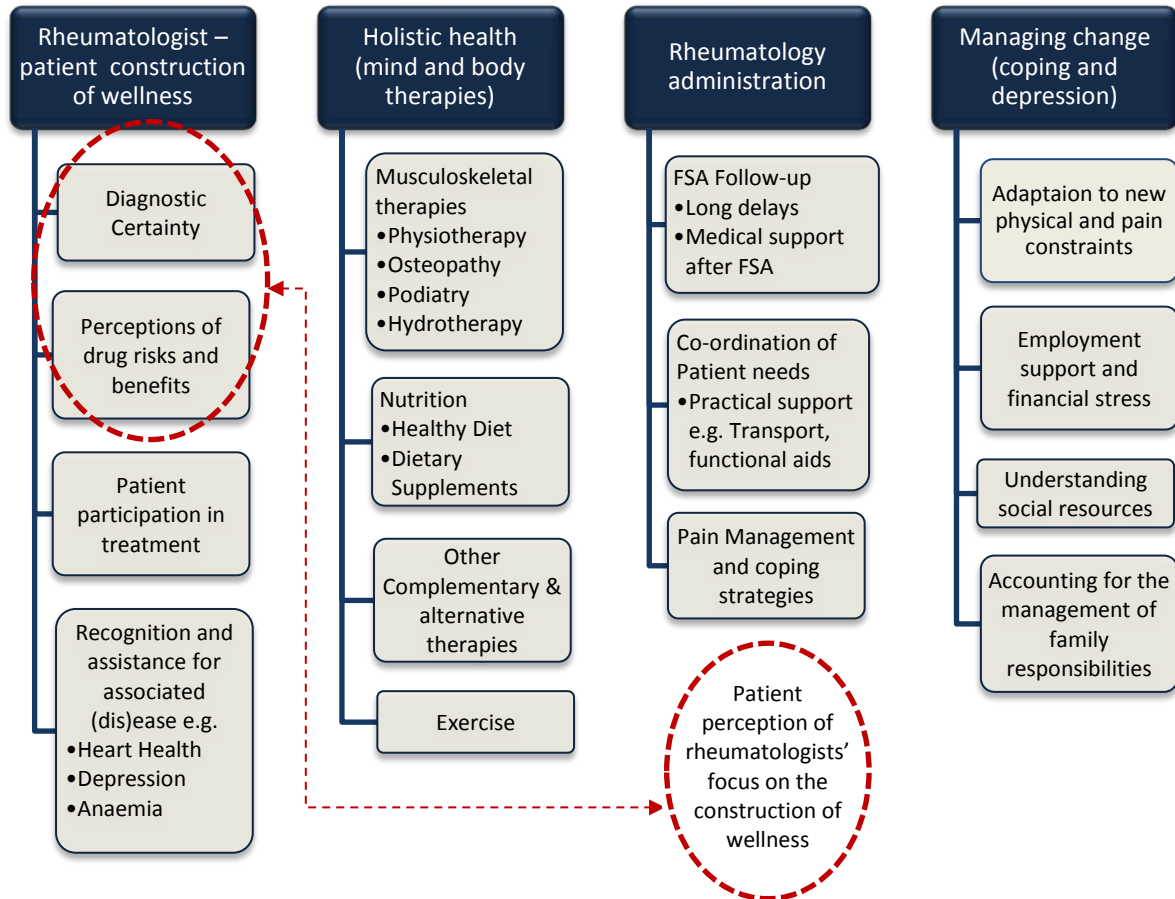 Rheumatologist –
patient construction
of wellness
Diagnostic
Certainty
Perceptions of
drug risks and
benefits
Patient
participation in
treatment
Recognition and
assistance for
associated
(dis)ease e.g.
•Heart Health
•Depression
•Anaemia
Holistic health
(mind and body
therapies)
Musculoskeletal
therapies
•Physiotherapy
•Osteopathy
•Podiatry
•Hydrotherapy
Nutrition
•Healthy Diet
•Dietary
Supplements
Other
Complementary &
alternative
therapies
Exercise
Rheumatology
administration
FSA Follow-up
•Long delays
•Medical support
after FSA
Co-ordination of
Patient needs
•Practical support
e.g. Transport,
functional aids
Pain Management
and coping
strategies
Patient
perception of
rheumatologists’
focus on the
construction of
wellness
Managing change
(coping and
depression)
Adaptaion to new
physical and pain
constraints
Employment
support and
financial stress
Understanding
social resources
Accounting for the
management of
family
responsibilities